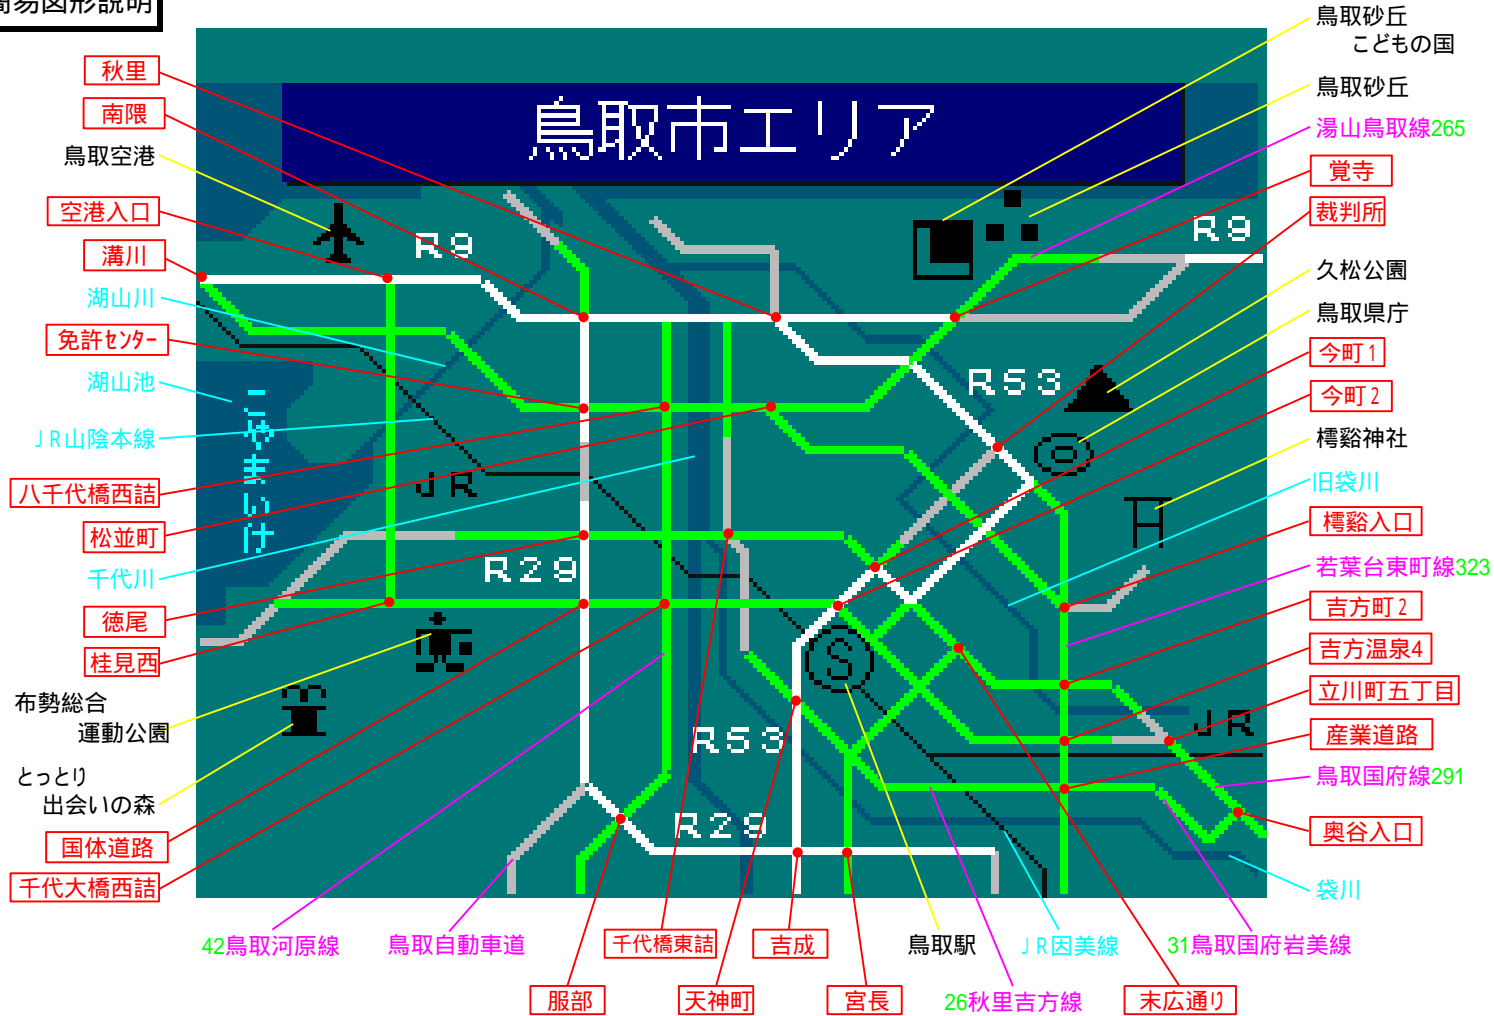 簡易図形説明
鳥取市エリア
秋里
南隈
鳥取空港
空港入口
溝川
湖山川
免許センター
湖山池
JR山陰本線
八千代橋西詰
松並町
千代川
徳尾
桂見西
布勢総合
運動公園
とっとり
出会いの森
国体道路
千代大橋西詰
R9
R9
R53
こやまいけ
JR
R29
R53
JR
R29
S
鳥取砂丘
こどもの国
鳥取砂丘
湯山鳥取線265
覚寺
裁判所
久松公園
鳥取県庁
今町1
今町2
樗谿神社
旧袋川
樗谿入口
若葉台東町線323
吉方町2
吉方温泉4
立川町五丁目
産業道路
鳥取国府線291
奥谷入口
袋川
42鳥取河原線
鳥取自動車道
千代橋東詰
吉成
鳥取駅
JR因美線
31鳥取国府岩美線
服部
天神町
宮長
26秋里吉方線
末広通り